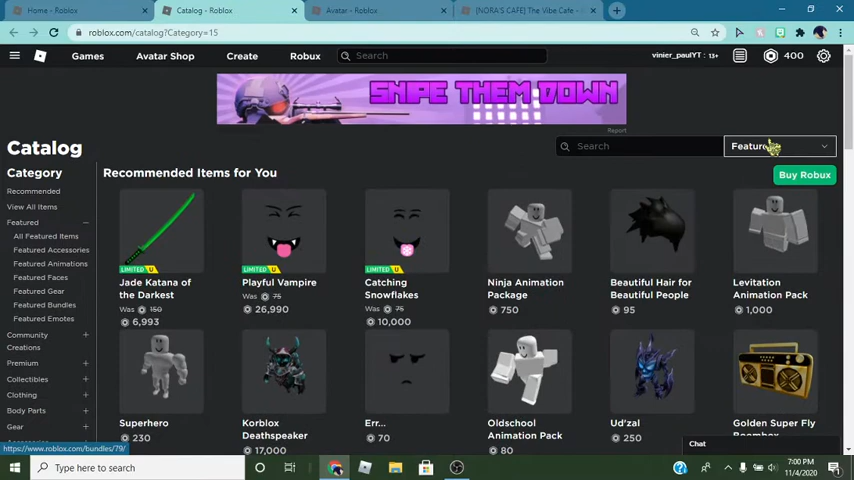 Home - Roblox
Catalog - Roblox
Avatar - Roblox
[NORA'S CAFE] The Vibe Cafe -
roblox.com/catalog?Category=15
Games
Avatar Shop
Create
Robux
Search
vinier_paulYT : 13+
400
SNIPE THEM DOWN
Report
Catalog
Search
Feature
Category
Recommended Items for You
Buy Robux
Recommended
View All Items
Featured
All Featured Items
Featured Accessories
Featured Animations
Featured Faces
Featured Gear
Featured Bundles
Featured Emotes
Community
Creations
Premium
Collectibles
Clothing
Body Parts
Gear
LIMITED U
Jade Katana of
the Darkest
Was 150
6,993
LIMITED U
Playful Vampire
Was 75
26,990
LIMITED U
Catching
Snowflakes
Was 75
10,000
Ninja Animation
Package
750
Beautiful Hair for
Beautiful People
95
Levitation
Animation Pack
1,000
Superhero
230
Korblox
Deathspeaker
17,000
Err...
70
Oldschool
Animation Pack
80
Ud'zal
250
Golden Super Fly
Boombox
Chat
https://www.roblox.com/bundles/79/
Type here to search
7:00 PM
11/4/2020